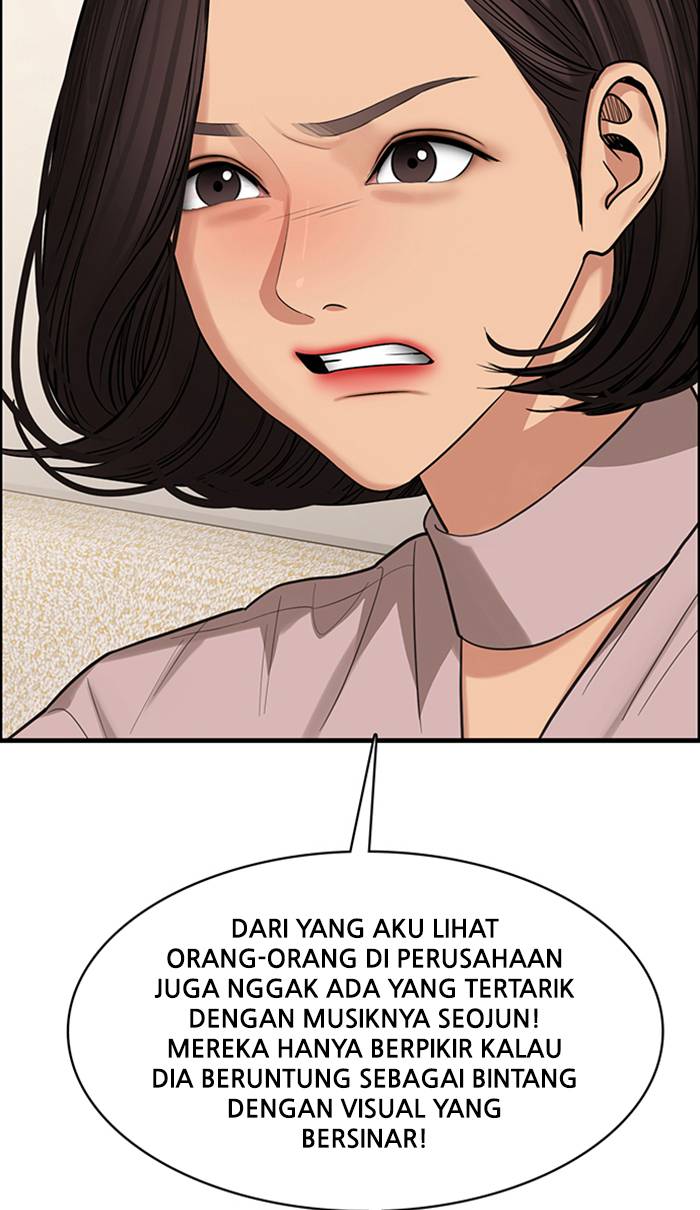 DARI YANG AKU LIHAT
ORANG-ORANG DI PERUSAHAAN
JUGA NGGAK ADA YANG TERTARIK
DENGAN MUSIKNYA SEOJUN!
MEREKA HANYA BERPIKIR KALAU
DIA BERUNTUNG SEBAGAI BINTANG
DENGAN VISUAL YANG
BERSINAR!